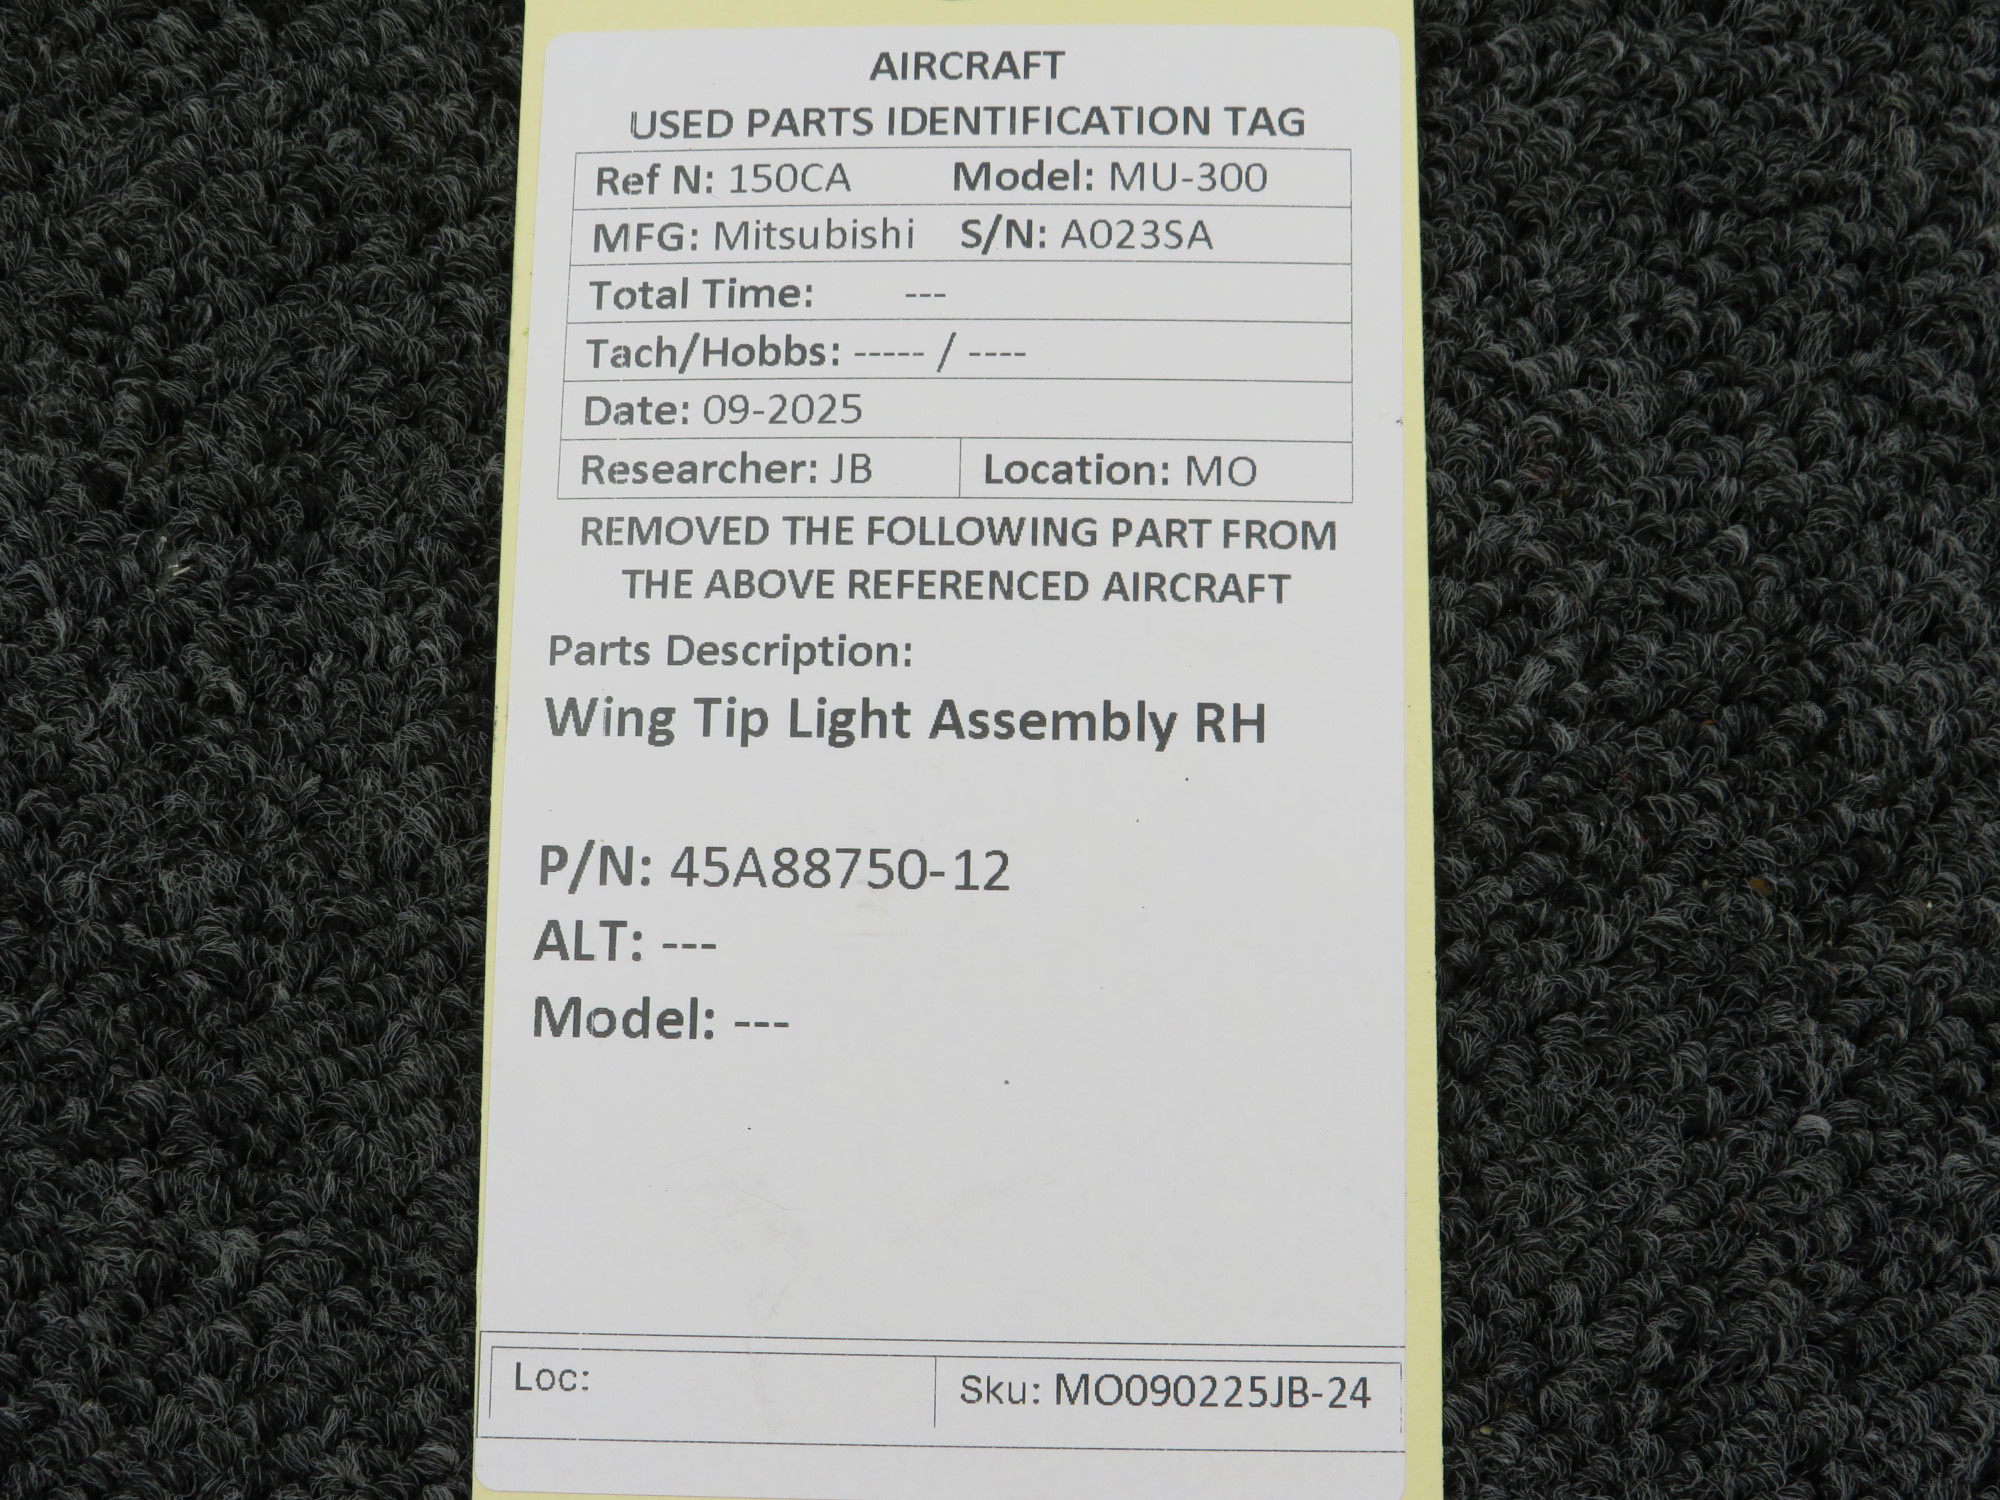 AIRCRAFT
USED PARTS IDENTIFICATION TAG
Ref N: 150CA Model: MU-300
MFG: Mitsubishi S/N: A023SA
Total Time: ---
Tach/Hobbs: ----- / ----
Date: 09-2025
Researcher: JB Location: MO
REMOVED THE FOLLOWING PART FROM
THE ABOVE REFERENCED AIRCRAFT
Parts Description:
Wing Tip Light Assembly RH
P/N: 45A88750-12
ALT: ---
Model: ---
Loc: Sku: MO090225JB-24